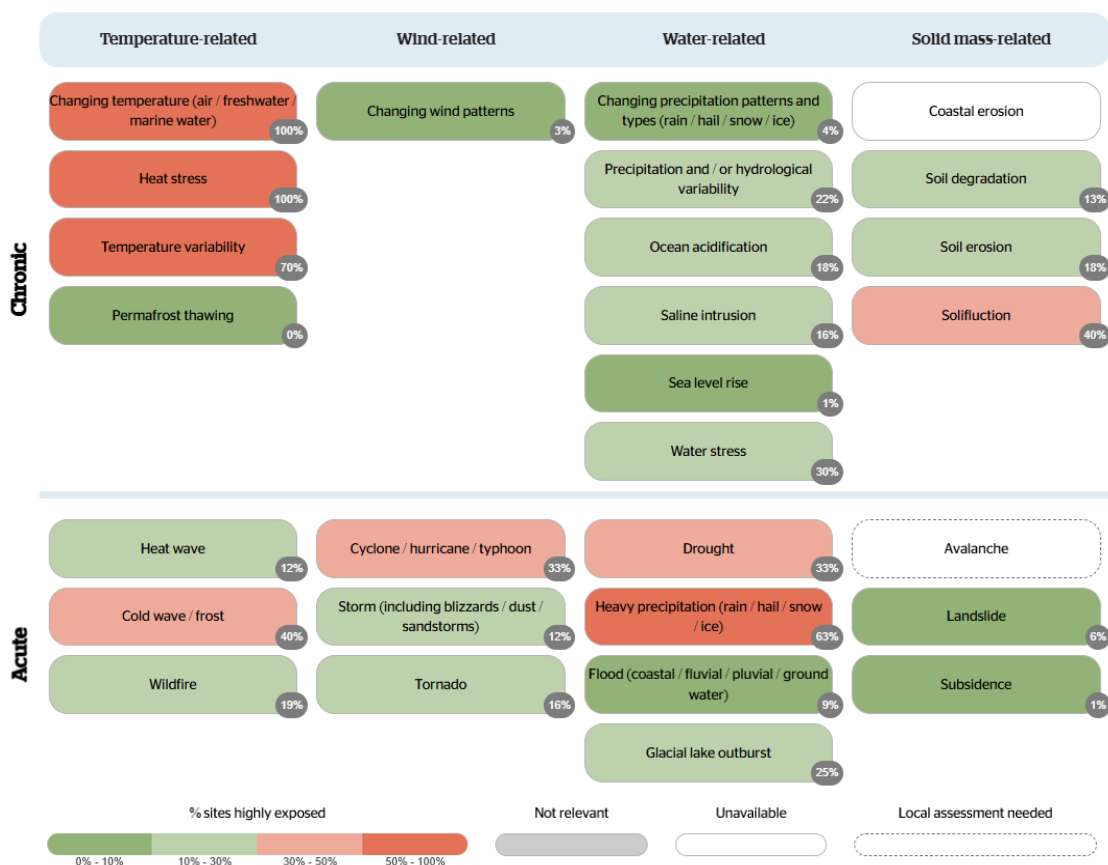 Temperature-related
Wind-related
Water-related
Solid mass-related
Chronic
Changing temperature (air / freshwater /
marine water)
100%
Heat stress
100%
Temperature variability
70%
Permafrost thawing
0%
Changing wind patterns
3%
Changing precipitation patterns and
types (rain / hail / snow / ice)
4%
Precipitation and / or hydrological
variability
22%
Ocean acidification
18%
Saline intrusion
16%
Sea level rise
1%
Water stress
30%
Coastal erosion
Soil degradation
13%
Soil erosion
18%
Solifluction
40%
Acute
Heat wave
12%
Cold wave / frost
40%
Wildfire
19%
Cyclone / hurricane / typhoon
33%
Storm (including blizzards / dust /
sandstorms)
12%
Tornado
16%
Drought
33%
Heavy precipitation (rain / hail / snow
/ ice)
63%
Flood (coastal / fluvial / pluvial / ground
water)
9%
Glacial lake outburst
25%
Avalanche
Landslide
6%
Subsidence
1%
% sites highly exposed
0% - 10%
10% - 30%
30% - 50%
50% - 100%
Not relevant
Unavailable
Local assessment needed